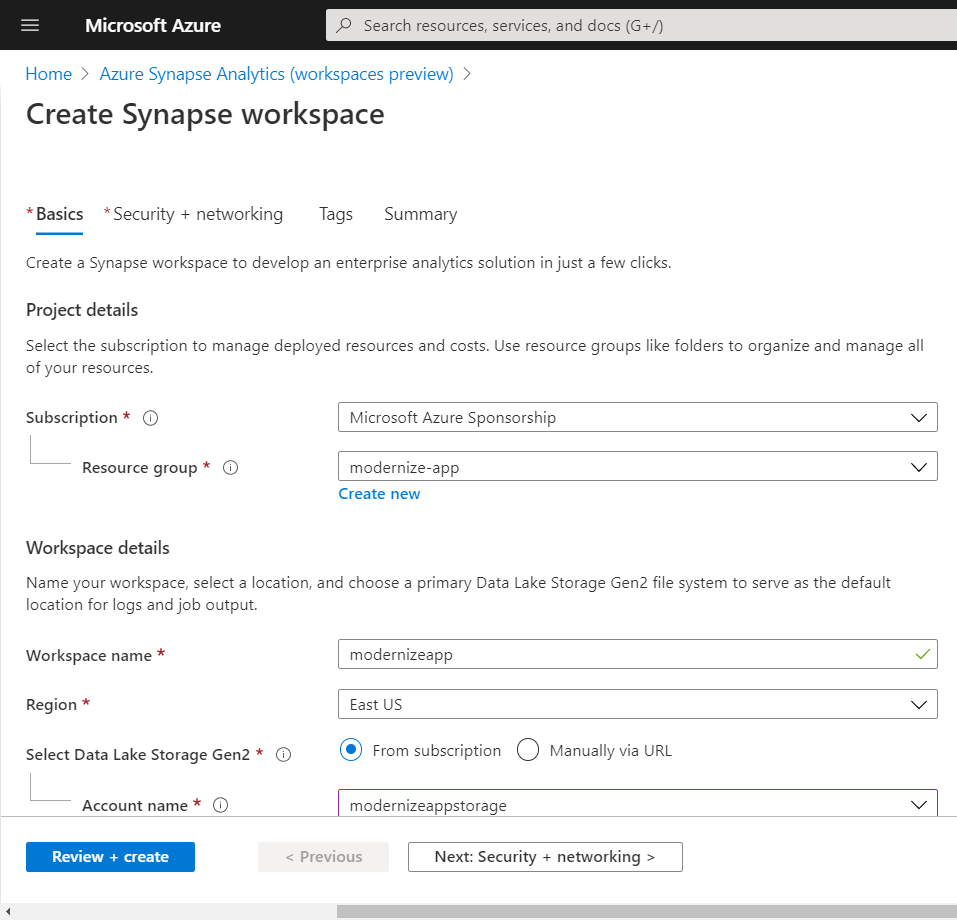 Microsoft Azure
Search resources, services, and docs (G+/)
Home > Azure Synapse Analytics (workspaces preview) >
Create Synapse workspace
* Basics * Security + networking Tags Summary
Create a Synapse workspace to develop an enterprise analytics solution in just a few clicks.
Project details
Select the subscription to manage deployed resources and costs. Use resource groups like folders to organize and manage all
of your resources.
Subscription * Microsoft Azure Sponsorship
Resource group * modernize-app
Create new
Workspace details
Name your workspace, select a location, and choose a primary Data Lake Storage Gen2 file system to serve as the default
location for logs and job output.
Workspace name * modernizeapp
Region * East US
Select Data Lake Storage Gen2 * From subscription Manually via URL
Account name * modernizeappstorage
Review + create < Previous Next: Security + networking >